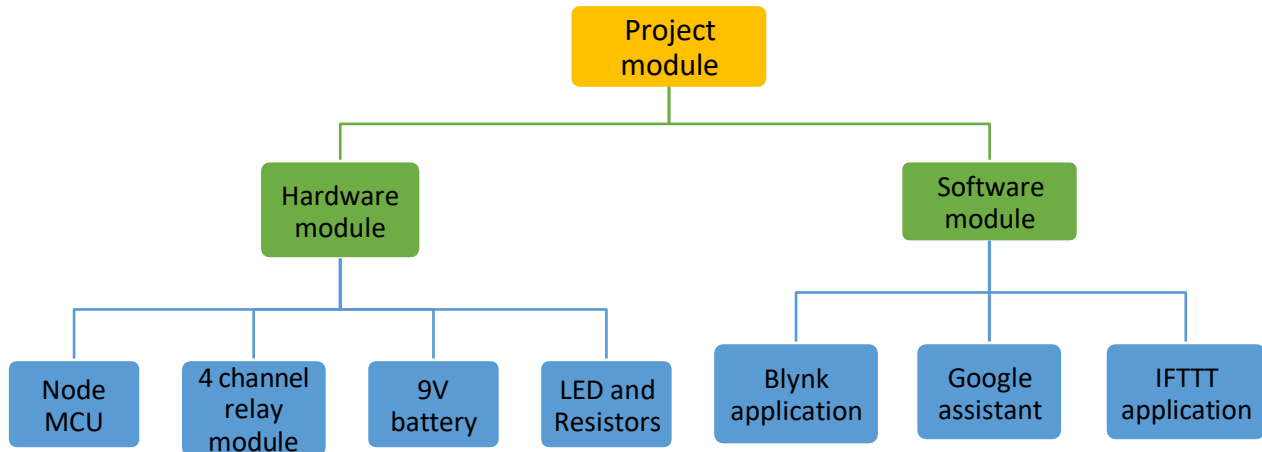 Project
module
Hardware
module
Software
module
Node
MCU
4 channel
relay
module
9V
battery
LED and
Resistors
Blynk
application
Google
assistant
IFTTT
application